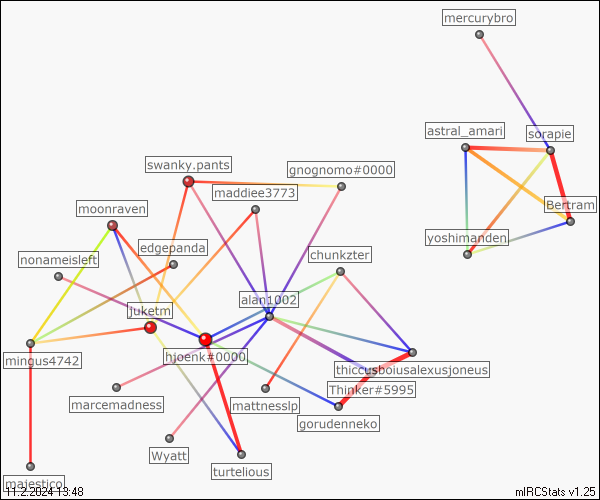 mercurybro
astral_amari
sorapie
swanky.pants
gnognomo#0000
maddiee3773
Bertram
moonraven
yoshimanden
edgepanda
chunkzter
nonameisleft
alan1002
juketm
hjoenk#0000
mingus4742
thiccusboiusalexusjoneus
Thinker#5995
marcemadness
mattnesslp
gorudenneko
Wyatt
turtelious
majestico
11.2.2024 13:48
mIRCStats v1.25